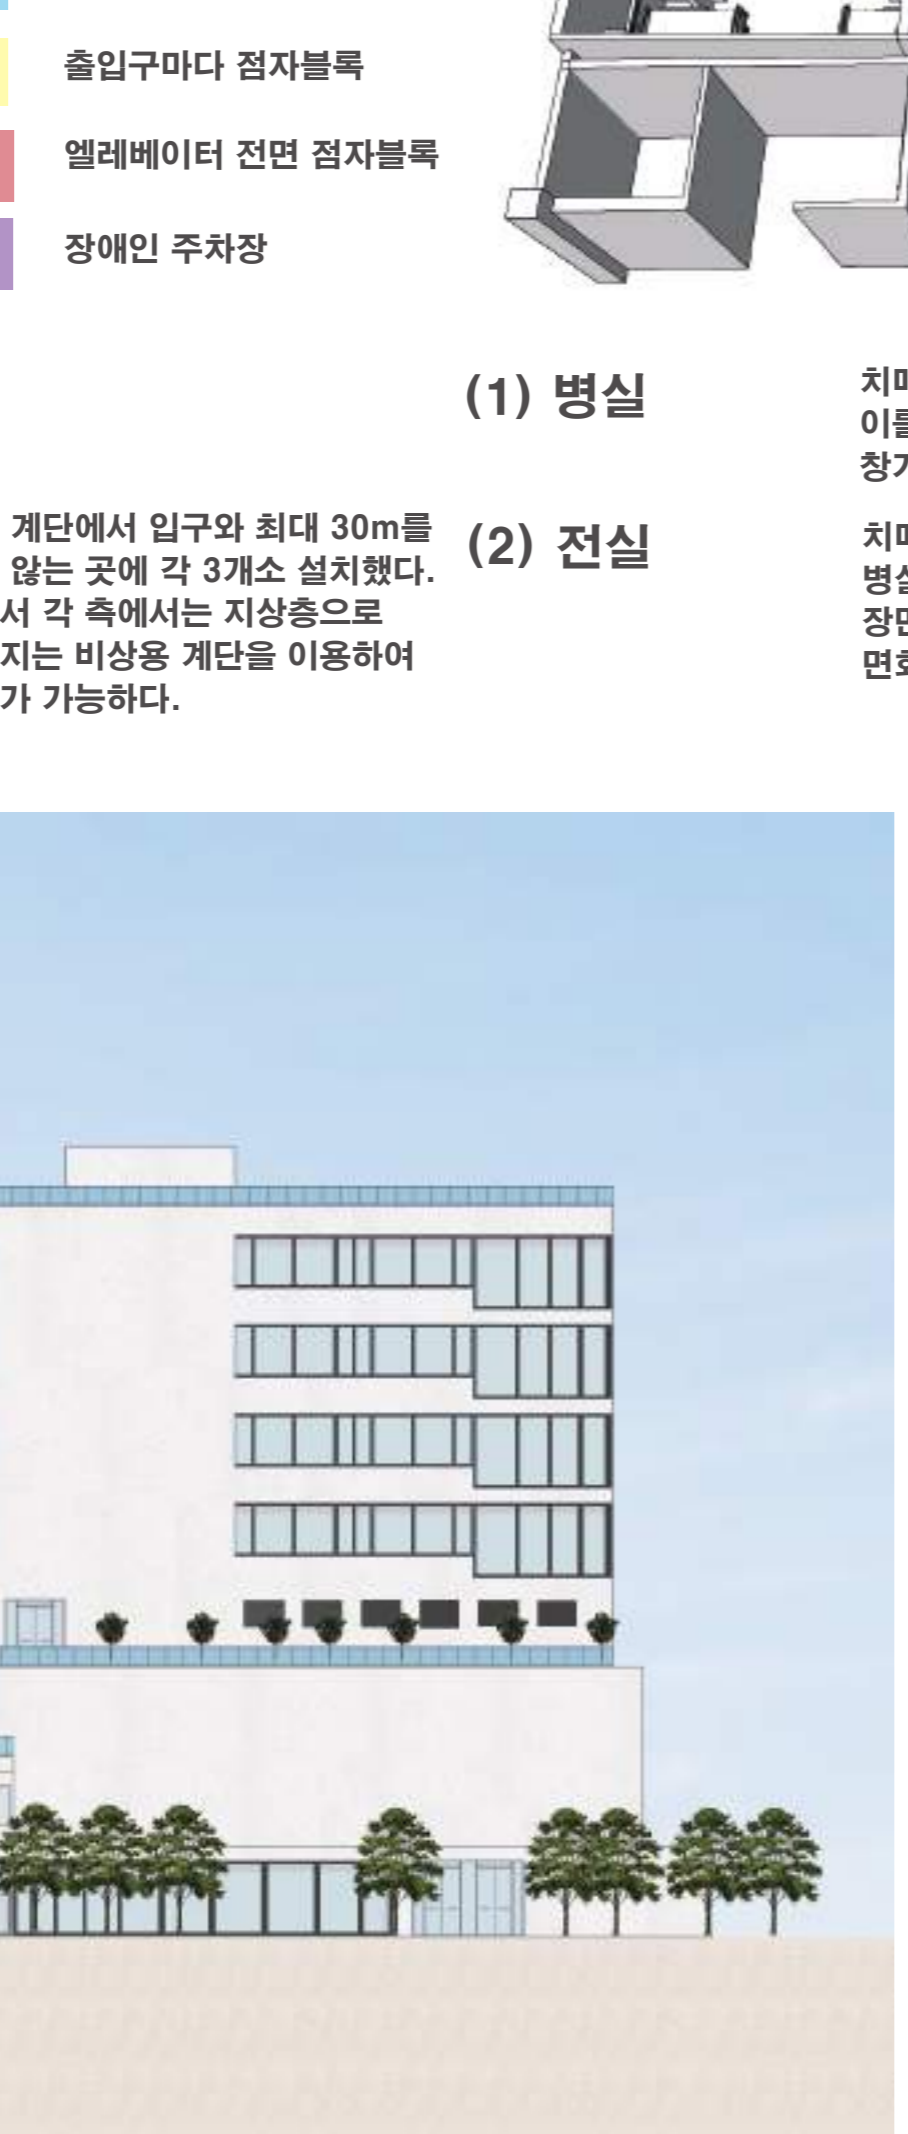 출입구마다 점자블록
엘레베이터 전면 점자블록
장애인 주차장
계단에서 입구와 최대 30m를
않는 곳에 각 3개소 설치했다.
서 각 측에서는 지상층으로
지는 비상용 계단을 이용하여
가 가능하다.
(1) 병실
이를
(2) 전실